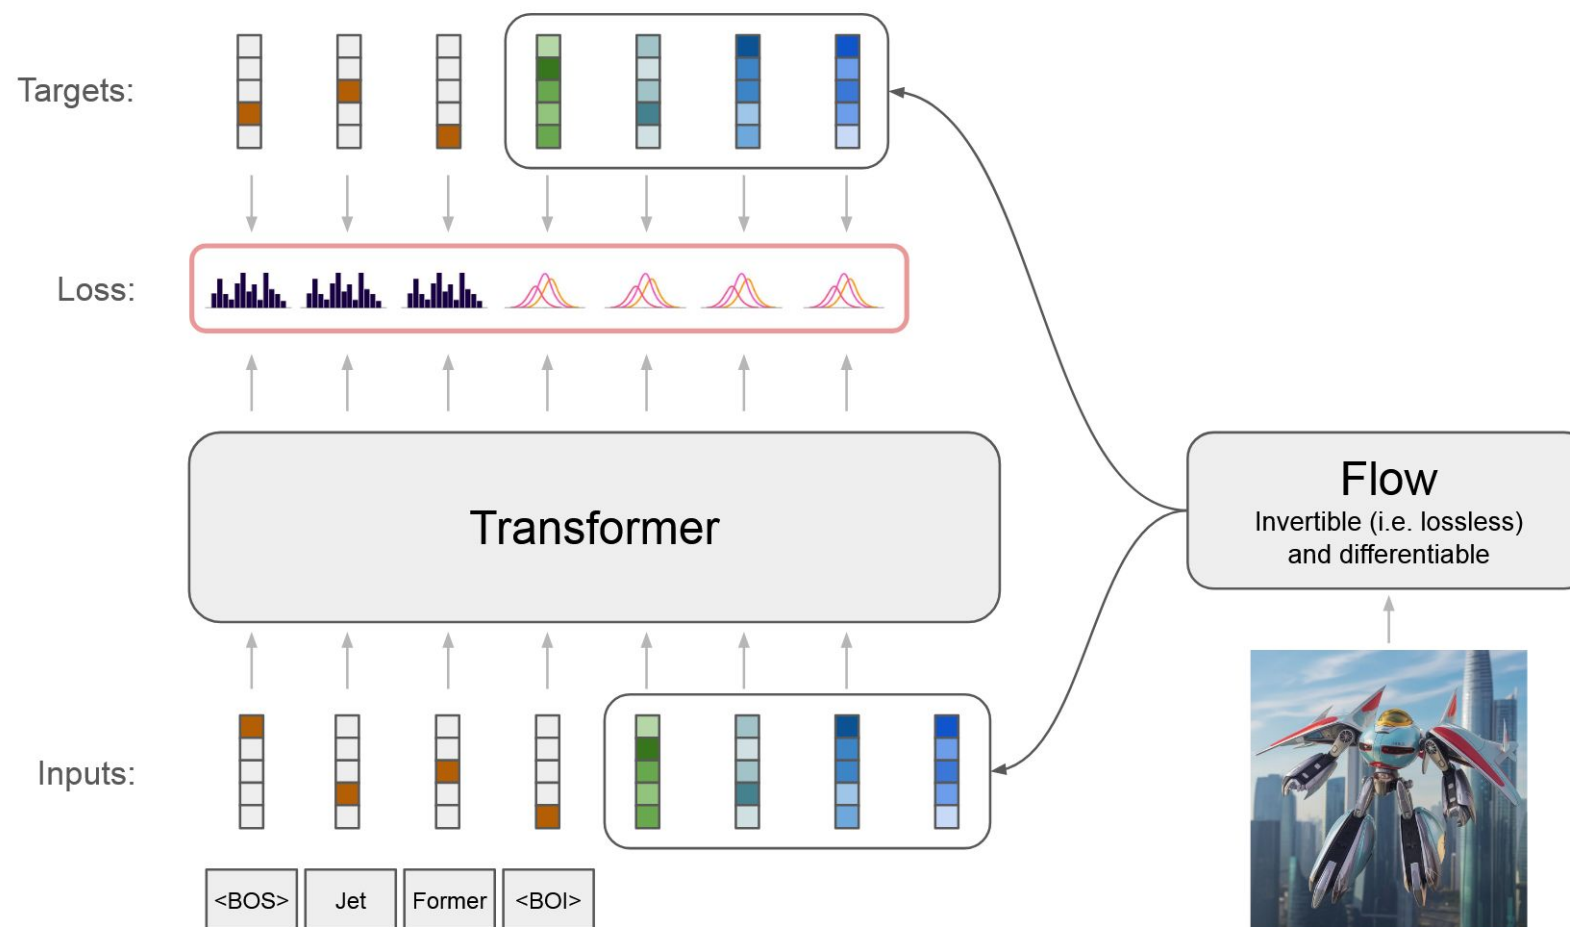 Targets:
Loss:
Transformer
Flow
Invertible (i.e. lossless)
and differentiable
Inputs:
<BOS>
Jet
Former
<BOI>